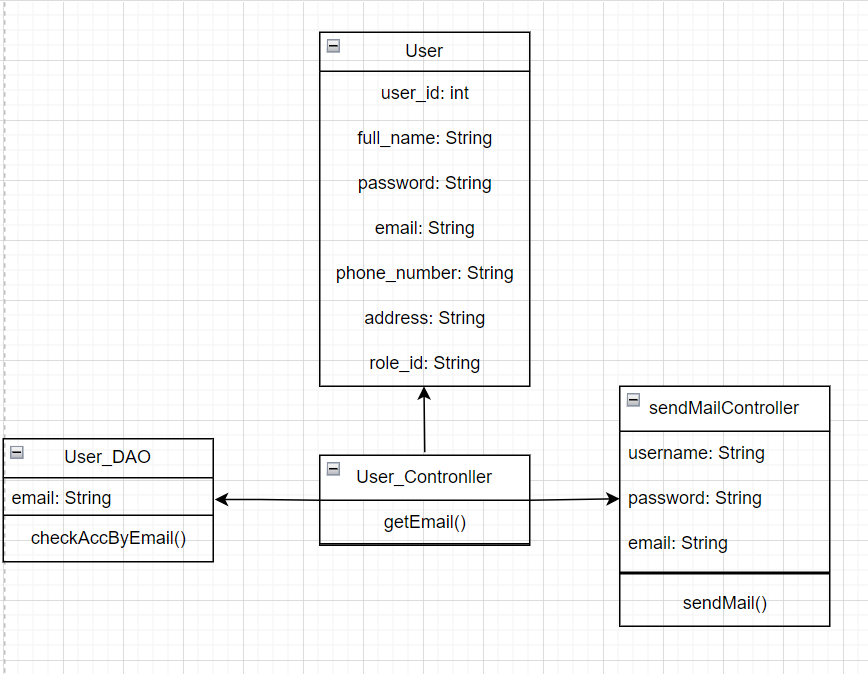 User
user_id: int
full_name: String
password: String
email: String
phone_number: String
address: String
role_id: String
User_DAO
email: String
checkAccByEmail()
User_Contronller
getEmail()
sendMailController
username: String
password: String
email: String
sendMail()